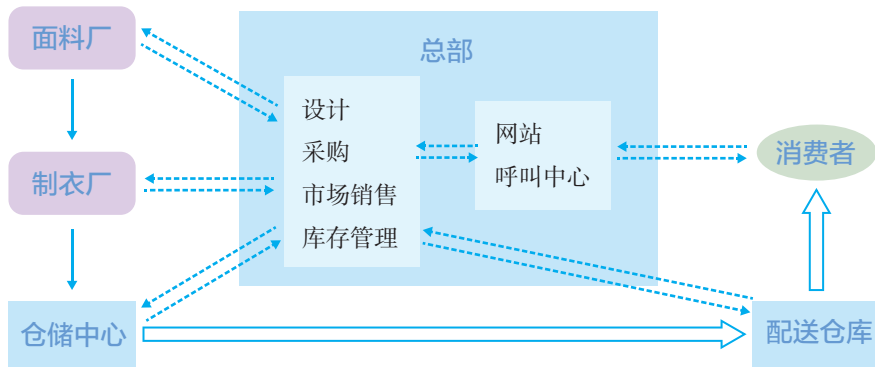 面料厂
总部
设计
采购
市场销售
库存管理
网站
呼叫中心
制衣厂
消费者
仓储中心
配送仓库